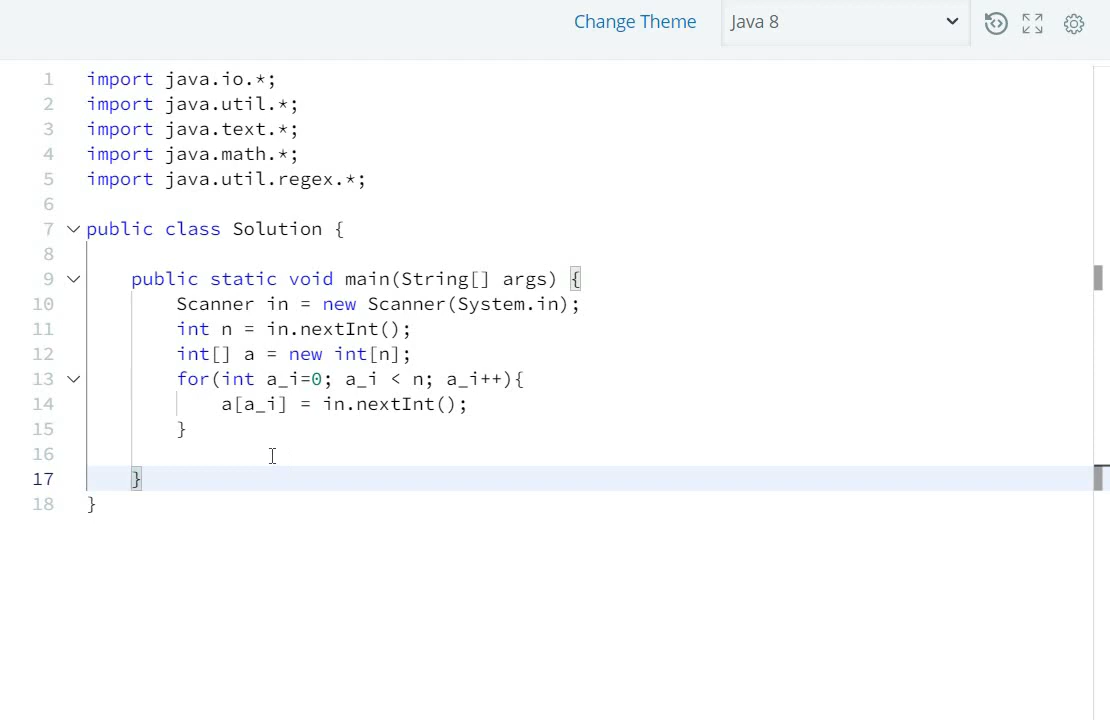 Change Theme Java 8
1 import java.io.*;
2 import java.util.*;
3 import java.text.*;
4 import java.math.*;
5 import java.util.regex.*;
6
7 public class Solution {
8
9     public static void main(String[] args) {
10         Scanner in = new Scanner(System.in);
11         int n = in.nextInt();
12         int[] a = new int[n];
13         for(int a_i=0; a_i < n; a_i++){
14             a[a_i] = in.nextInt();
15         }
16
17     }
18 }